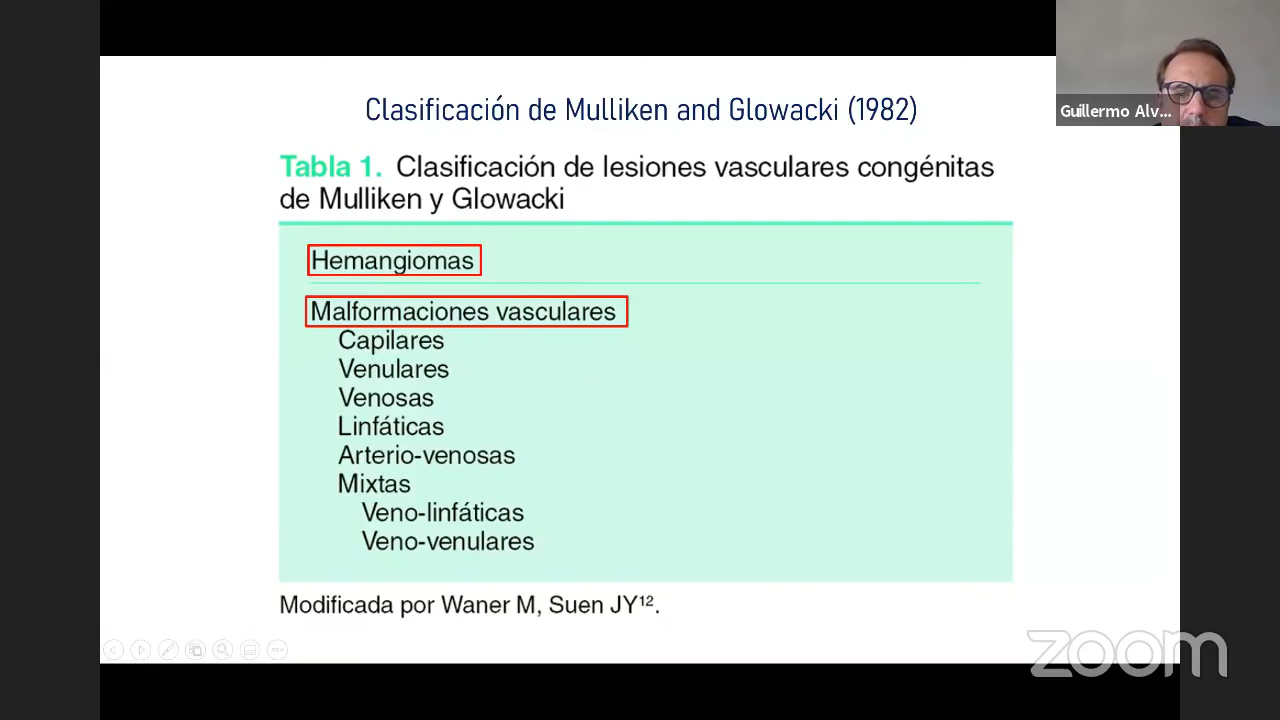 Clasificación de Mulliken and Glowacki (1982)
Guillermo Alv...
Tabla 1. Clasificación de lesiones vasculares congénitas
de Mulliken y Glowacki
Hemangiomas
Malformaciones vasculares
Capilares
Venulares
Venosas
Linfáticas
Arterio-venosas
Mixtas
Veno-linfáticas
Veno-venulares
Modificada por Waner M, Suen JY¹².
zoom